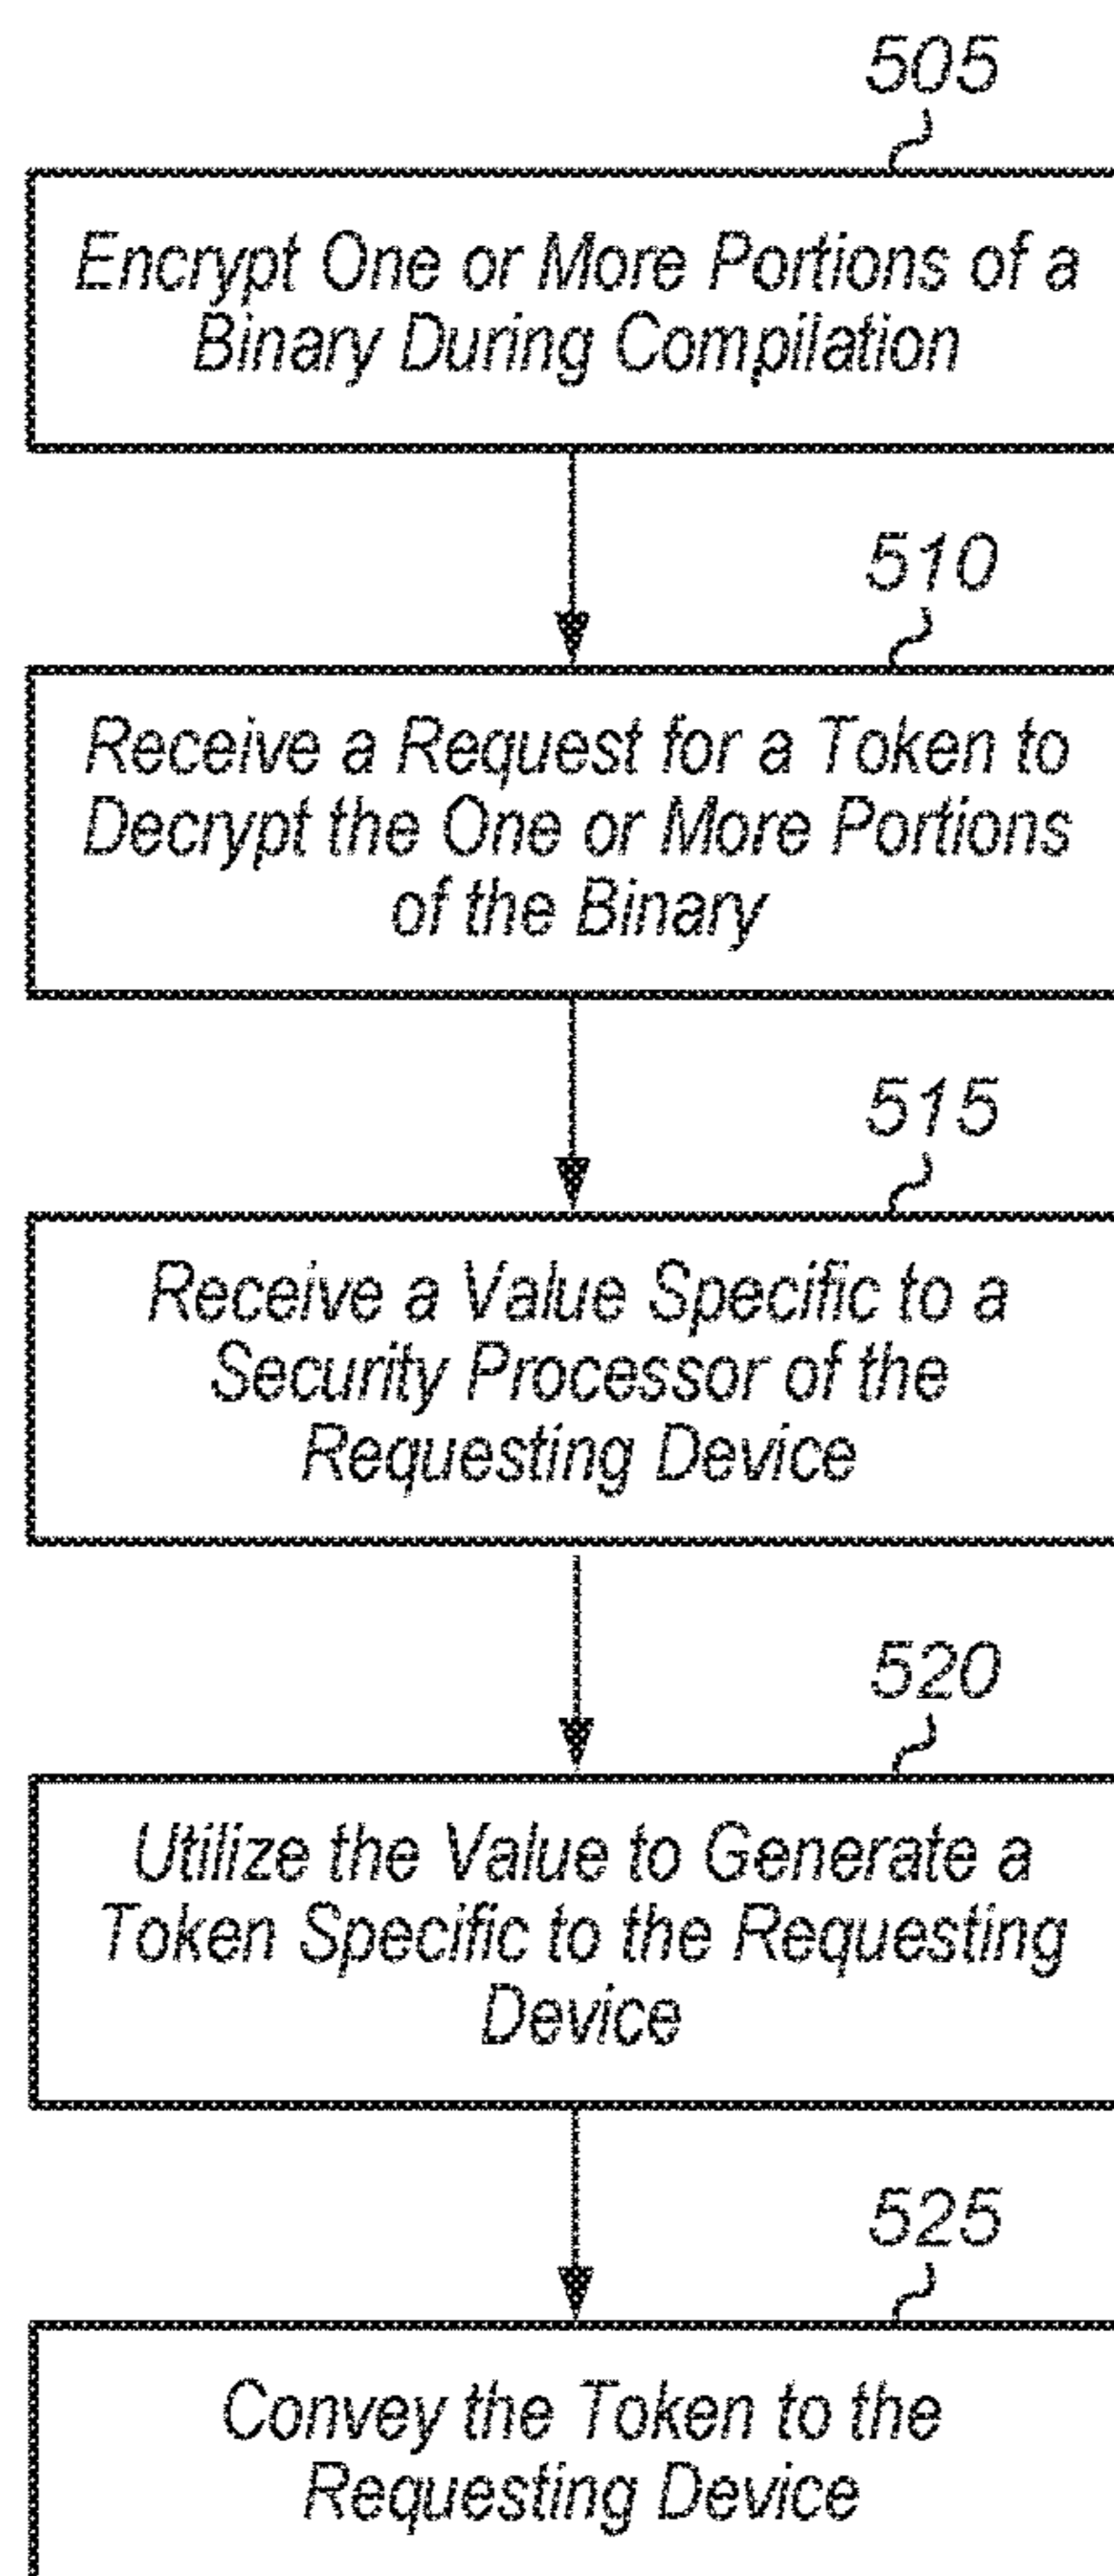 505
Encrypt One or More Portions of a
Binary During Compilation
510
Receive a Request for a Token to
Decrypt the One or More Portions
of the Binary
515
Receive a Value Specific to a
Security Processor of the
Requesting Device
520
Utilize the Value to Generate a
Token Specific to the Requesting
Device
525
Convey the Token to the
Requesting Device